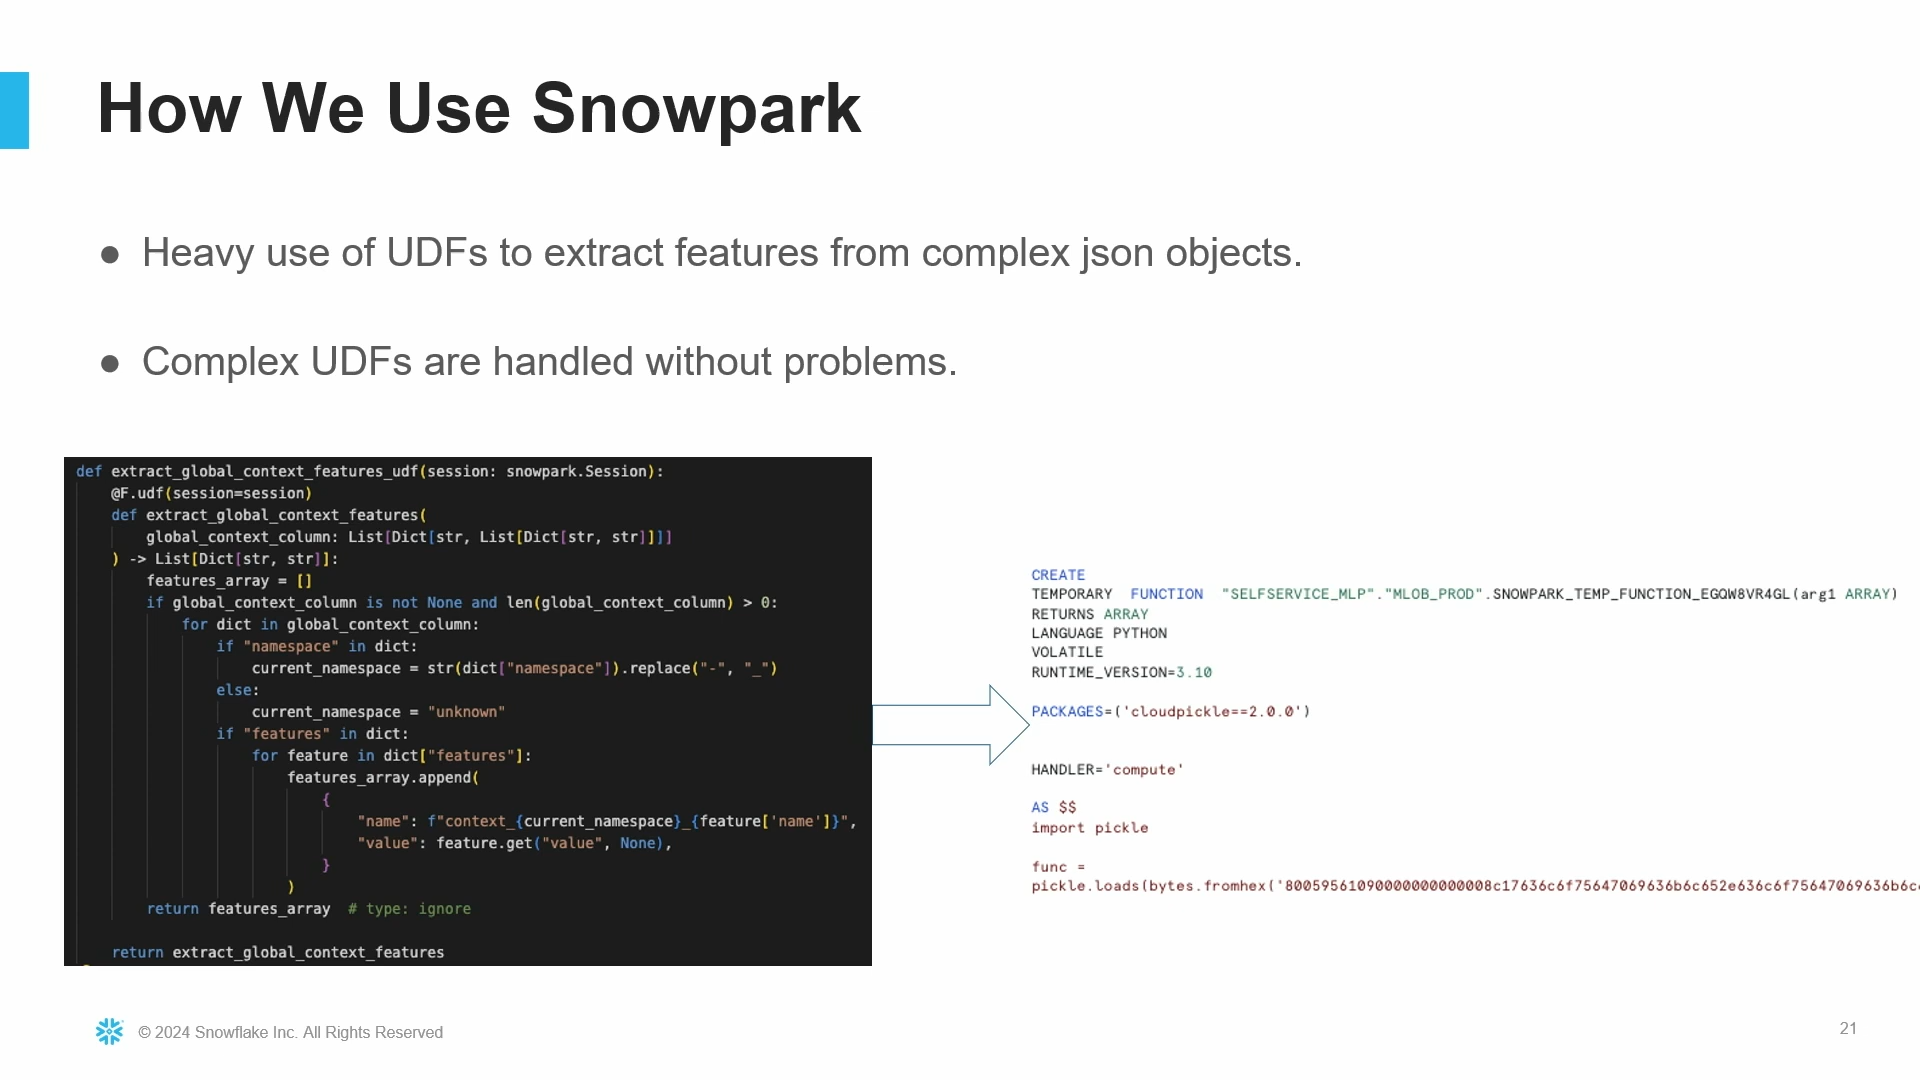 How We Use Snowpark
● Heavy use of UDFs to extract features from complex json objects.
● Complex UDFs are handled without problems.
def extract_global_context_features_udf(session: snowpark.Session):
@F.udf(session=session)
def extract_global_context_features(
global_context_column: List[Dict[str, List[Dict[str, str]]]]
) -> List[Dict[str, str]]:
features_array = []
if global_context_column is not None and len(global_context_column) > 0:
for dict in global_context_column:
if "namespace" in dict:
current_namespace = str(dict["namespace"]).replace("-", "_")
else:
current_namespace = "unknown"
if "features" in dict:
for feature in dict["features"]:
features_array.append(
{
"name": f"context_{current_namespace}_{feature['name']}",
"value": feature.get("value", None),
}
)
return features_array # type: ignore
return extract_global_context_features
CREATE
TEMPORARY FUNCTION "SELFSERVICE_MLP"."MLOB_PROD".SNOWPARK_TEMP_FUNCTION_EGQW8VR4GL(arg1 ARRAY)
RETURNS ARRAY
LANGUAGE PYTHON
VOLATILE
RUNTIME_VERSION=3.10
PACKAGES=('cloudpickle==2.0.0')
HANDLER='compute'
AS $$
import pickle
func =
pickle.loads(bytes.fromhex('
© 2024 Snowflake Inc. All Rights Reserved
21